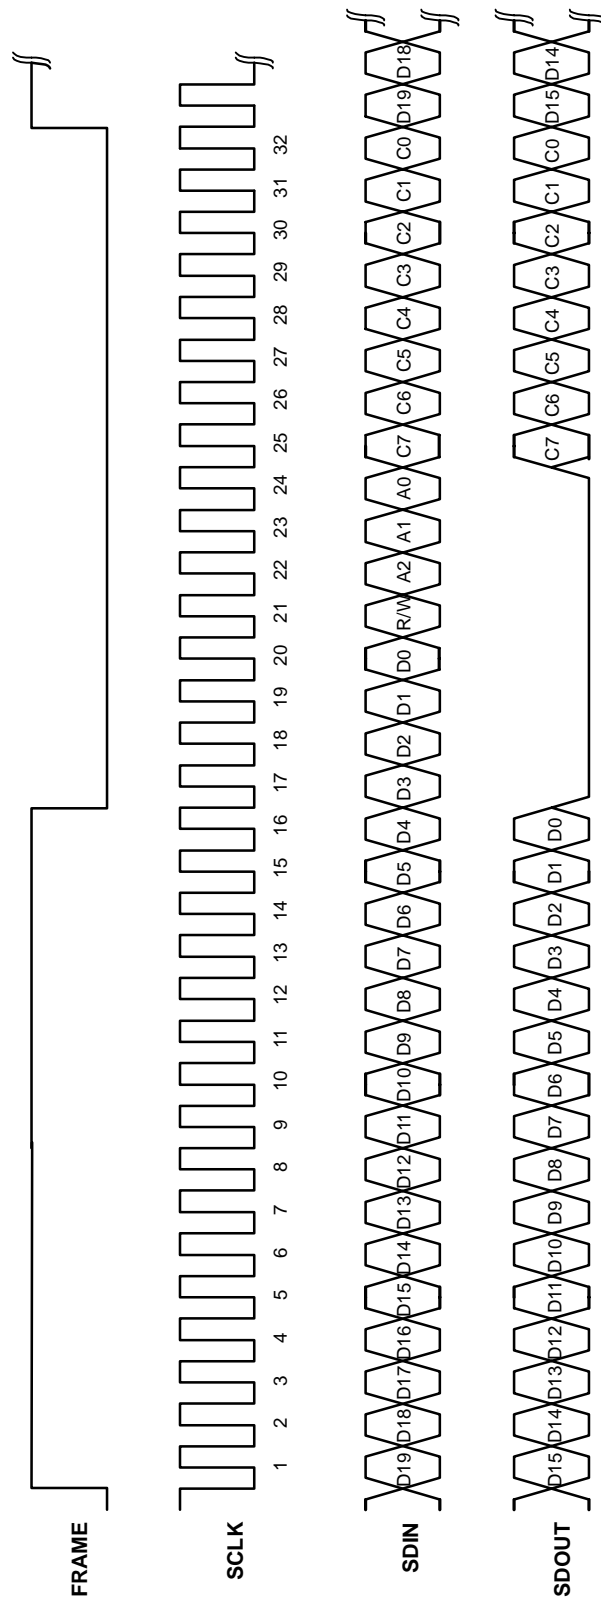 FRAME
SCLK
1 2 3 4 5 6 7 8 9 10 11 12 13 14 15 16 17 18 19 20 21 22 23 24 25 26 27 28 29 30 31 32
SDIN
D19 D18 D17 D16 D15 D14 D13 D12 D11 D10 D9 D8 D7 D6 D5 D4 D3 D2 D1 D0 R/W A2 A1 A0 C7 C6 C5 C4 C3 C2 C1 C0 D19 D18
SDOUT
D15 D14 D13 D12 D11 D10 D9 D8 D7 D6 D5 D4 D3 D2 D1 D0 C7 C6 C5 C4 C3 C2 C1 C0 D15 D14